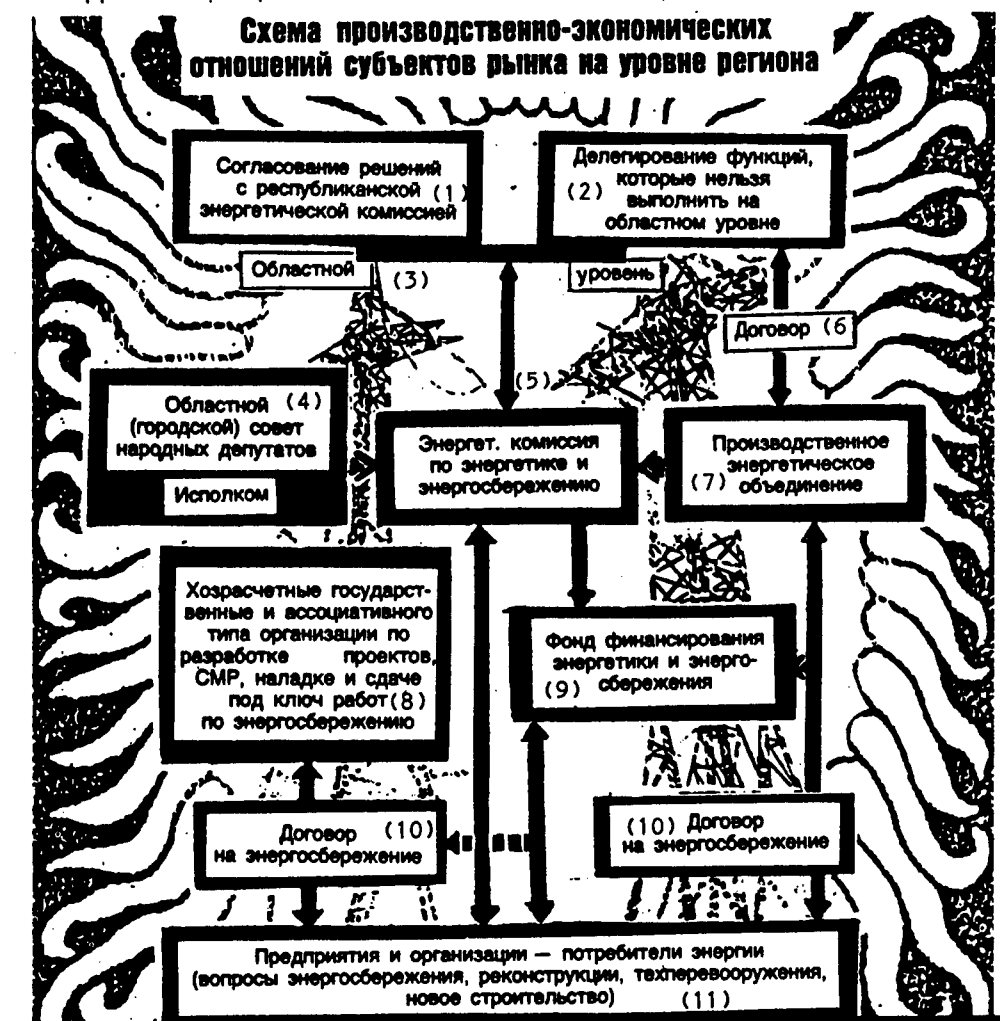 Схема производственно-экономических
отношений субъектов рынка на уровне региона
Согласование решений
с республиканской (1)
энергетической комиссией
Делегирование функций,
которые нельзя
(2) выполнить на
областном уровне
Областной (3)
уровень
Договор (6
(5)
Областной (4)
(городской) совет
народных депутатов
Исполком
Энергет. комиссия
по энергетике и
энергосбережению
Производственное
энергетическое
(7) объединение
Хозрасчетные государст-
венные и ассоциативного
типа организации по
разработке проектов,
СМР, наладке и сдаче
под ключ работ(8)
по энергосбережению
Фонд финансирования
энергетики и энерго-
(9) сбережения
Договор (10)
на энергосбережение
(10) Договор
на энергосбережение
Предприятия и организации — потребители энергии
(вопросы энергосбережения, реконструкции, техперевооружения,
новое строительство) (11)